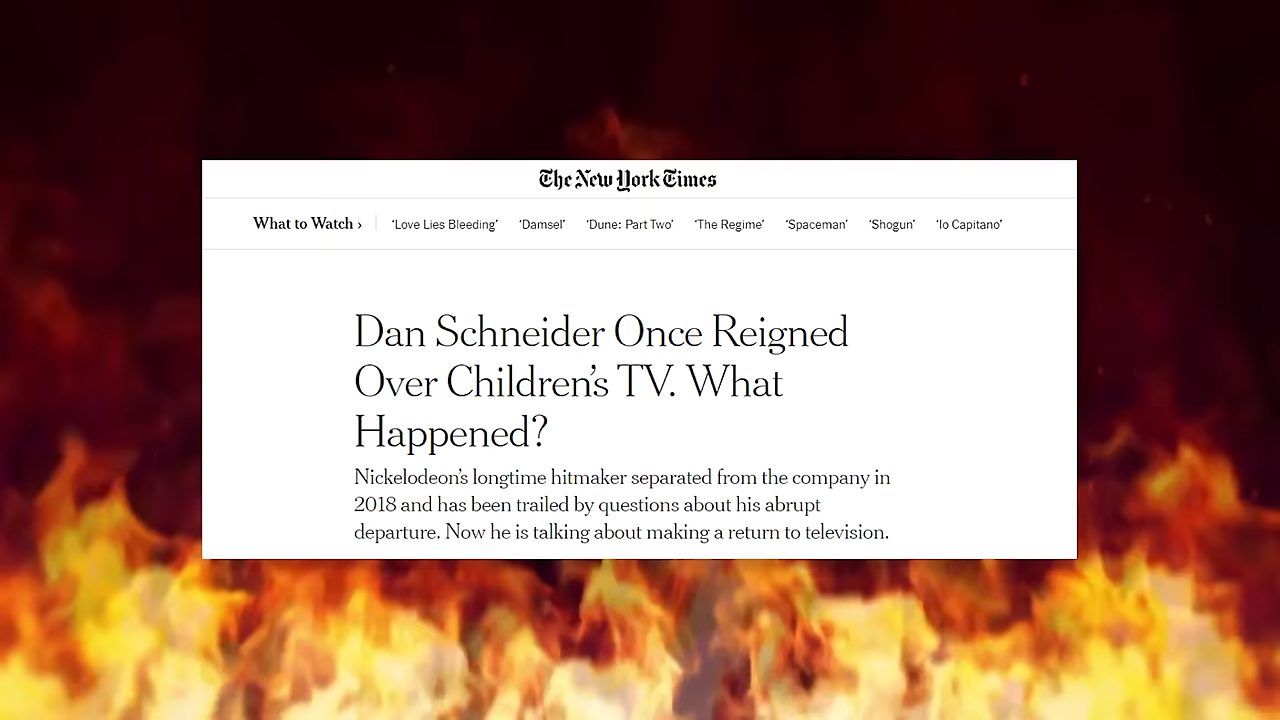 The New York Times
What to Watch › 'Love Lies Bleeding' 'Damsel' 'Dune: Part Two' 'The Regime' 'Spaceman' 'Shogun' 'Io Capitano'
Dan Schneider Once Reigned
Over Children's TV. What
Happened?
Nickelodeon's longtime hitmaker separated from the company in
2018 and has been trailed by questions about his abrupt
departure. Now he is talking about making a return to television.